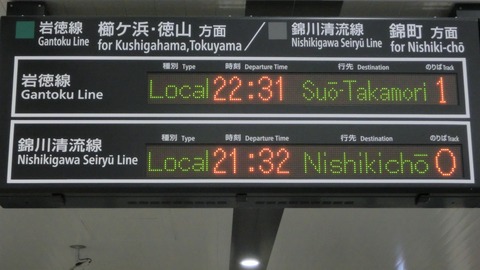 岩徳線 櫛ケ浜・徳山 方面 / 錦川清流線 錦町 方面
Gantoku Line for Kushigahama,Tokuyama / Nishikigawa Seiryū Line for Nishiki-chō
種別 Type 時刻 Departure Time 行先 Destination のりば Track
岩徳線 Gantoku Line Local 22:31 Suō-Takamori 1
種別 Type 時刻 Departure Time 行先 Destination のりば Track
錦川清流線 Nishikigawa Seiryū Line Local 21:32 Nishikichō 0